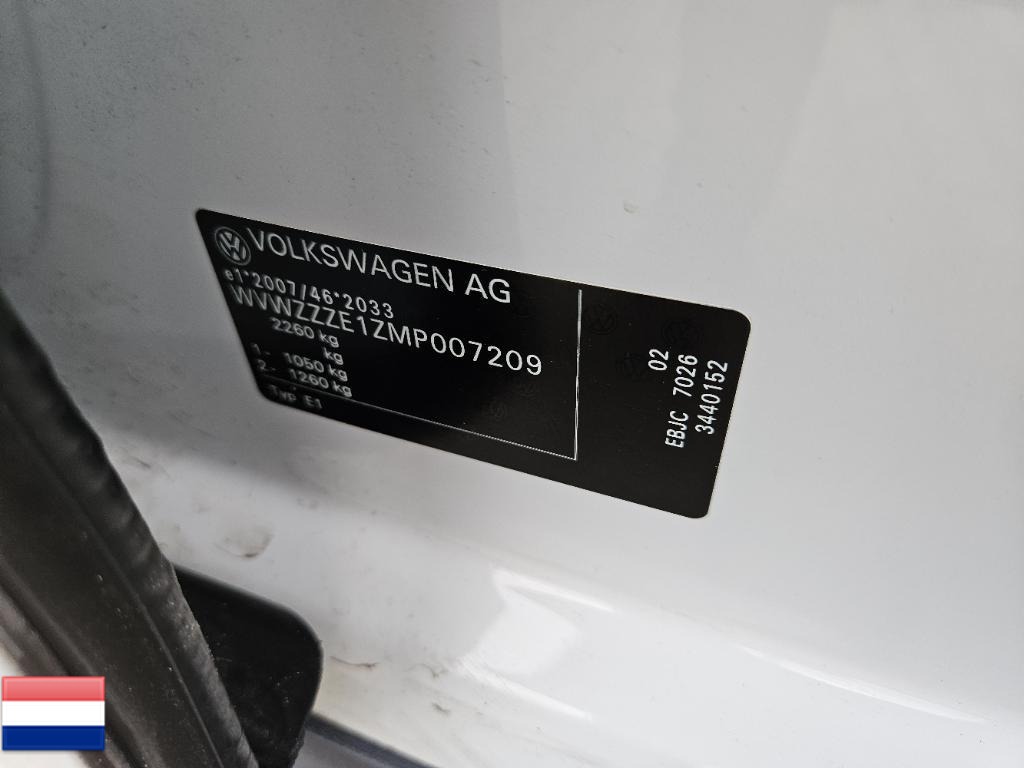 VOLKSWAGEN AG
e1*2007/46*2033
WVWZZZE1ZMP007209
2260 kg
kg
1 - 1050 kg
2 - 1260 kg
Typ E1
02
EBJC 7026
3440152